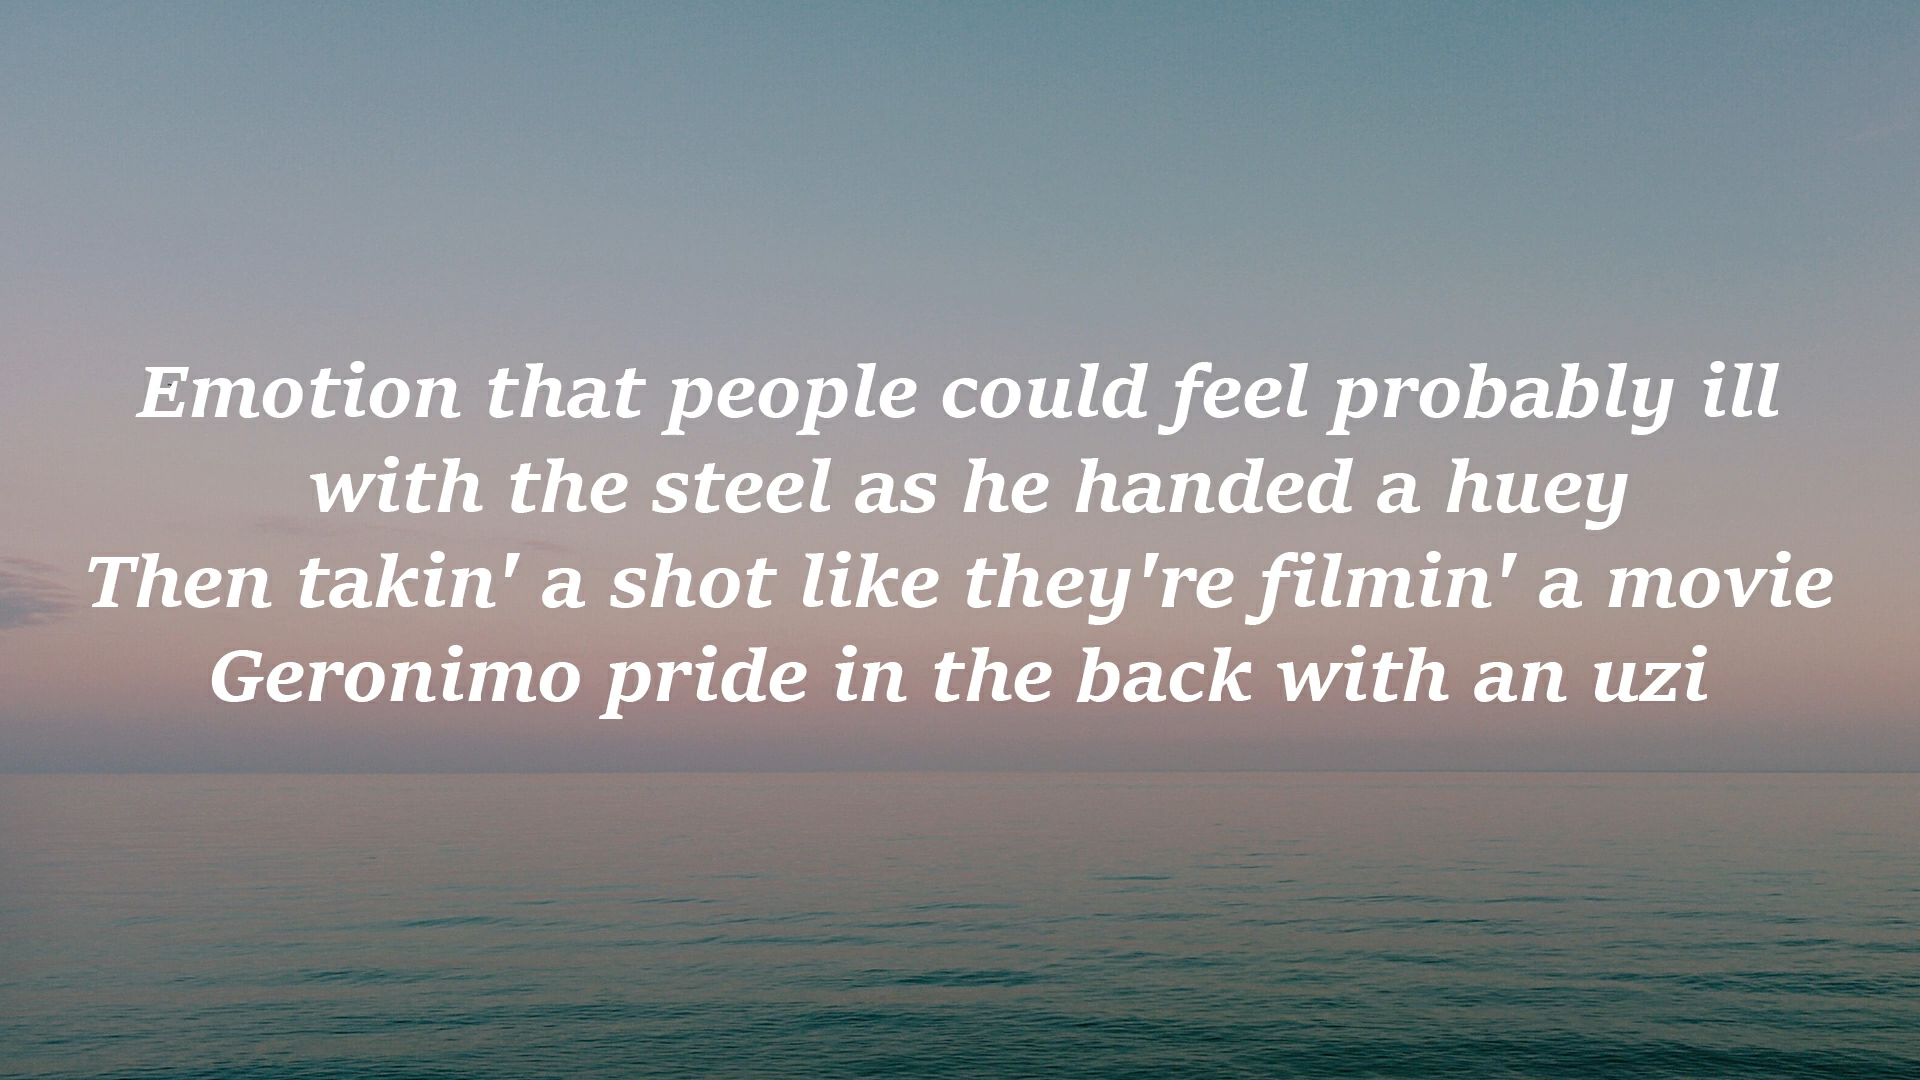 Emotion that people could feel probably ill
with the steel as he handed a huey
Then takin' a shot like they're filmin' a movie
Geronimo pride in the back with an uzi